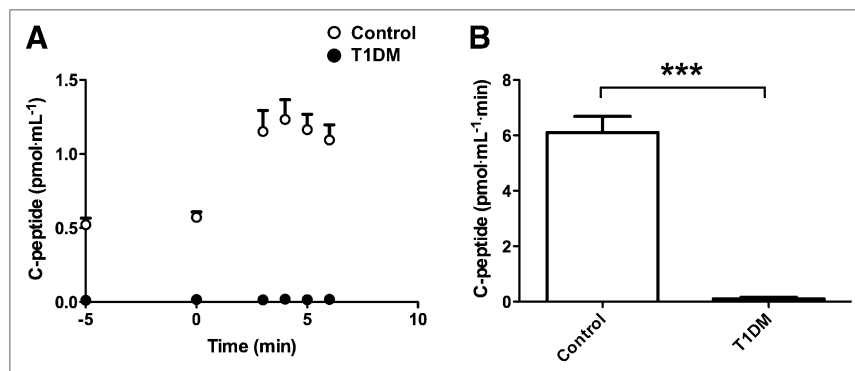 A
Control
T1DM
C-peptide (pmol·mL-1)
1.5
1.0
0.5
0.0
-5
0
5
10
Time (min)
B
***
C-peptide (pmol·mL-1·min)
8
6
4
2
0
Control
T1DM